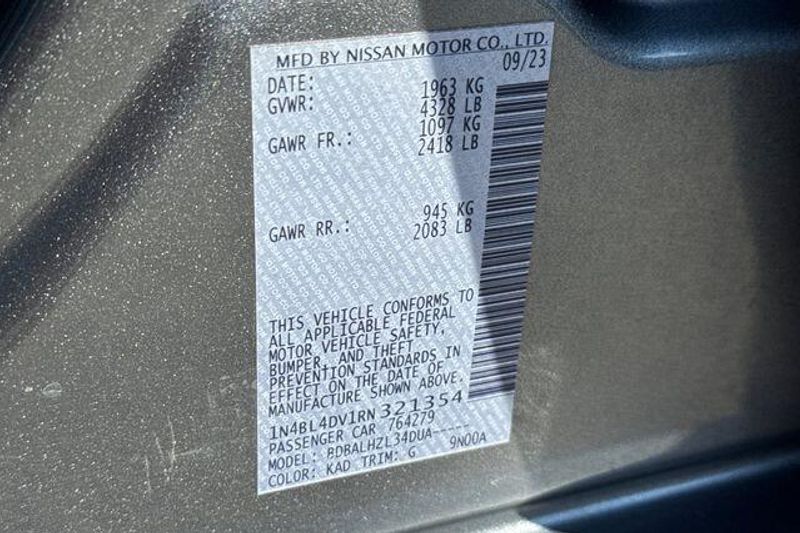 MFD BY NISSAN MOTOR CO., LTD.
DATE: 09/23
GVWR: 1963 KG
4328 LB
GAWR FR.: 1097 KG
2418 LB
GAWR RR.: 945 KG
2083 LB
THIS VEHICLE CONFORMS TO
ALL APPLICABLE FEDERAL
MOTOR VEHICLE SAFETY,
BUMPER, AND THEFT
PREVENTION STANDARDS IN
EFFECT ON THE DATE OF
MANUFACTURE SHOWN ABOVE.
1N4BL4DV1RN321354
PASSENGER CAR 764279
MODEL: BDBALHZL34DUA-----
9N00A
COLOR: KAD TRIM: G